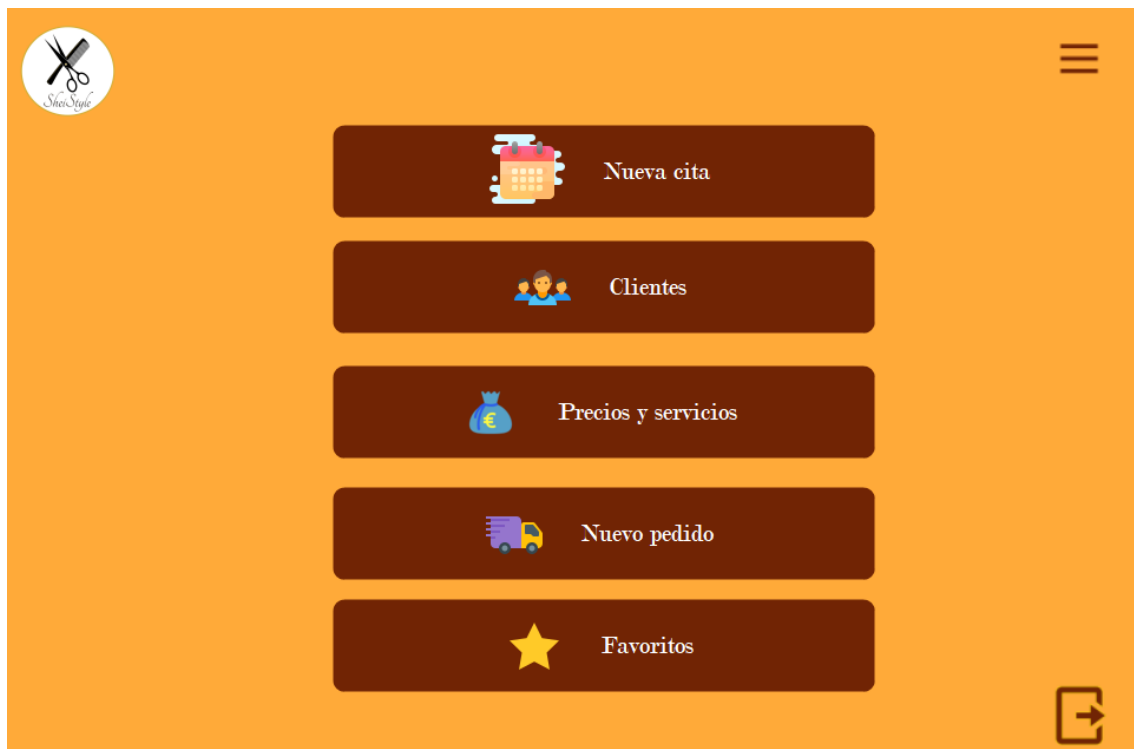 SheiStyle
Nueva cita
Clientes
Precios y servicios
Nuevo pedido
Favoritos